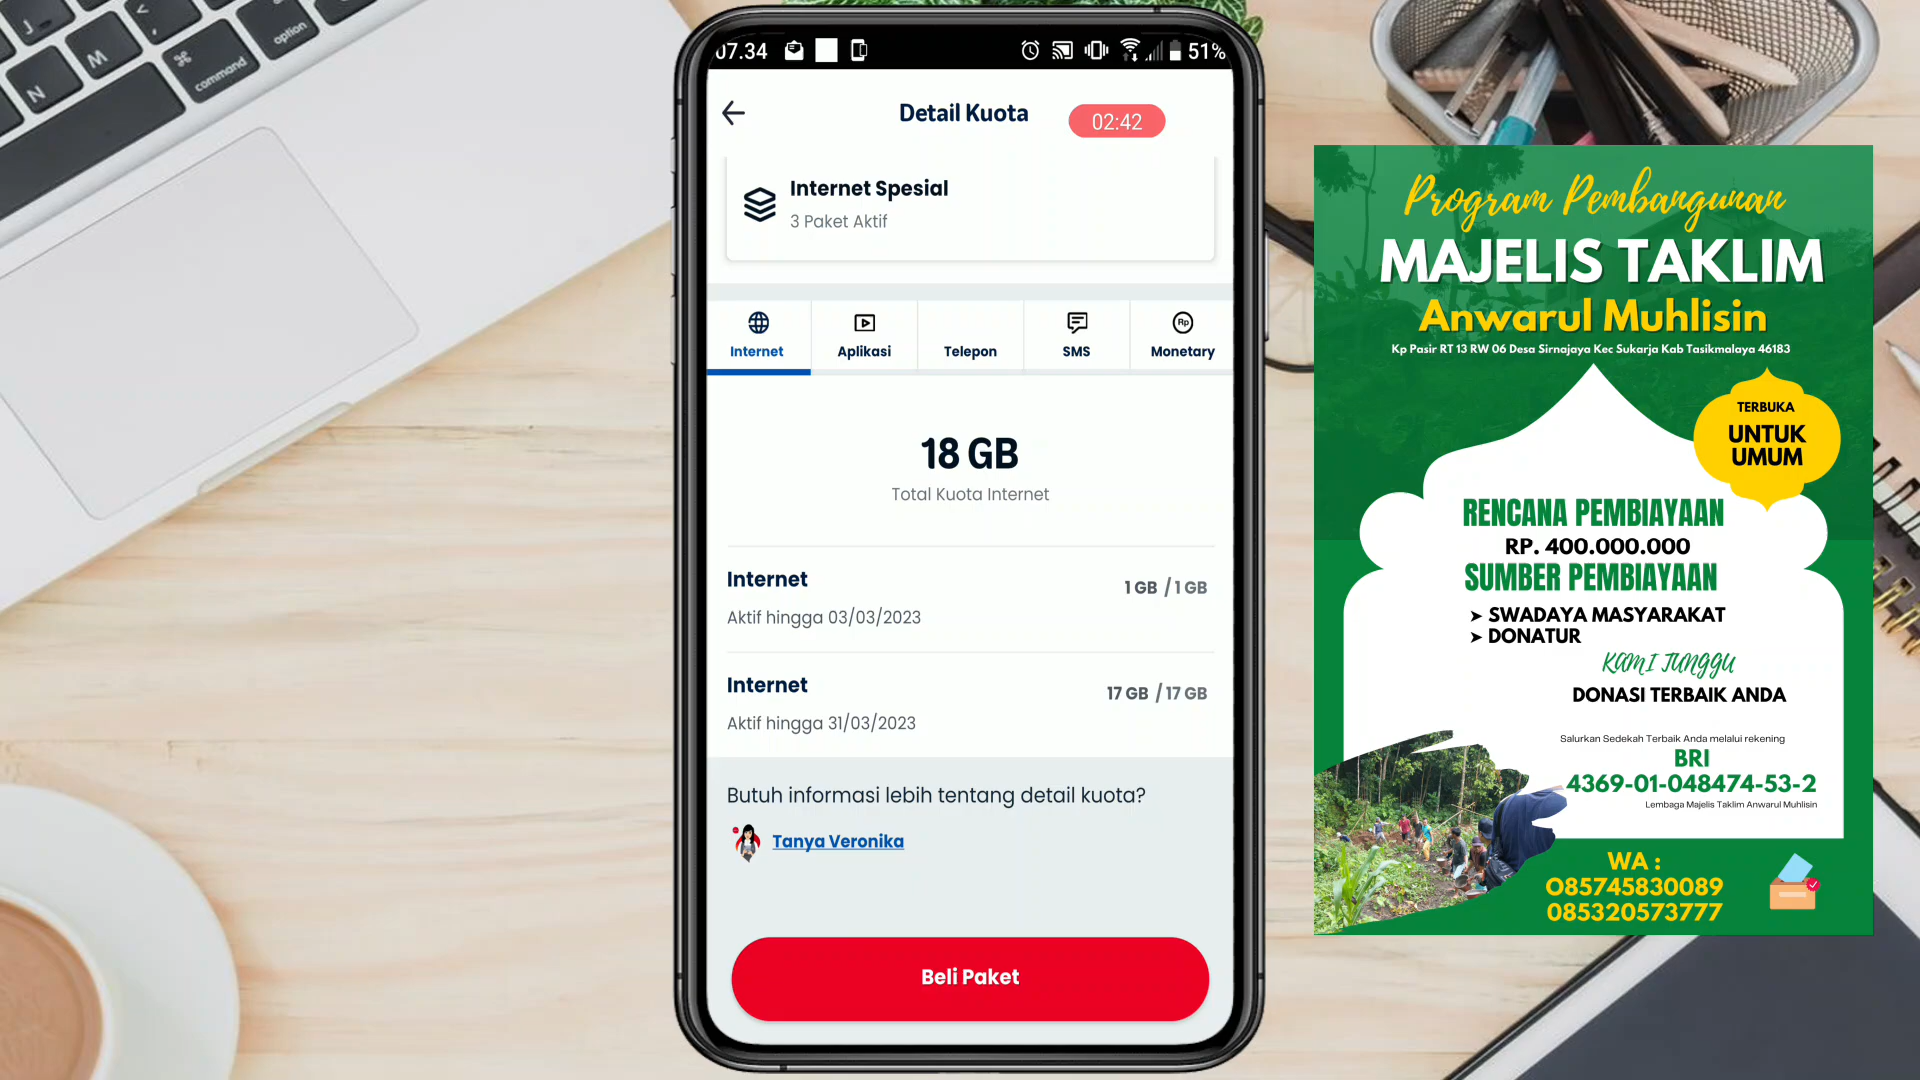 option
command
M
N
J
<
⌘
07.34
51%
Detail Kuota
02:42
Internet Spesial
3 Paket Aktif
Internet
Aplikasi
Telepon
SMS
Rp
Monetary
18 GB
Total Kuota Internet
Internet
1 GB / 1 GB
Aktif hingga 03/03/2023
Internet
17 GB / 17 GB
Aktif hingga 31/03/2023
Butuh informasi lebih tentang detail kuota?
Tanya Veronika
Beli Paket
Program Pembangunan
MAJELIS TAKLIM
Anwarul Muhlisin
Kp Pasir RT 13 RW 06 Desa Sirnajaya Kec Sukarja Kab Tasikmalaya 46183
TERBUKA
UNTUK
UMUM
RENCANA PEMBIAYAAN
RP. 400.000.000
SUMBER PEMBIAYAAN
➤ SWADAYA MASYARAKAT
➤ DONATUR
KAMI TUNGGU
DONASI TERBAIK ANDA
Salurkan Sedekah Terbaik Anda melalui rekening
BRI
4369-01-048474-53-2
Lembaga Majelis Taklim Anwarul Muhlisin
WA :
085745830089
085320573777